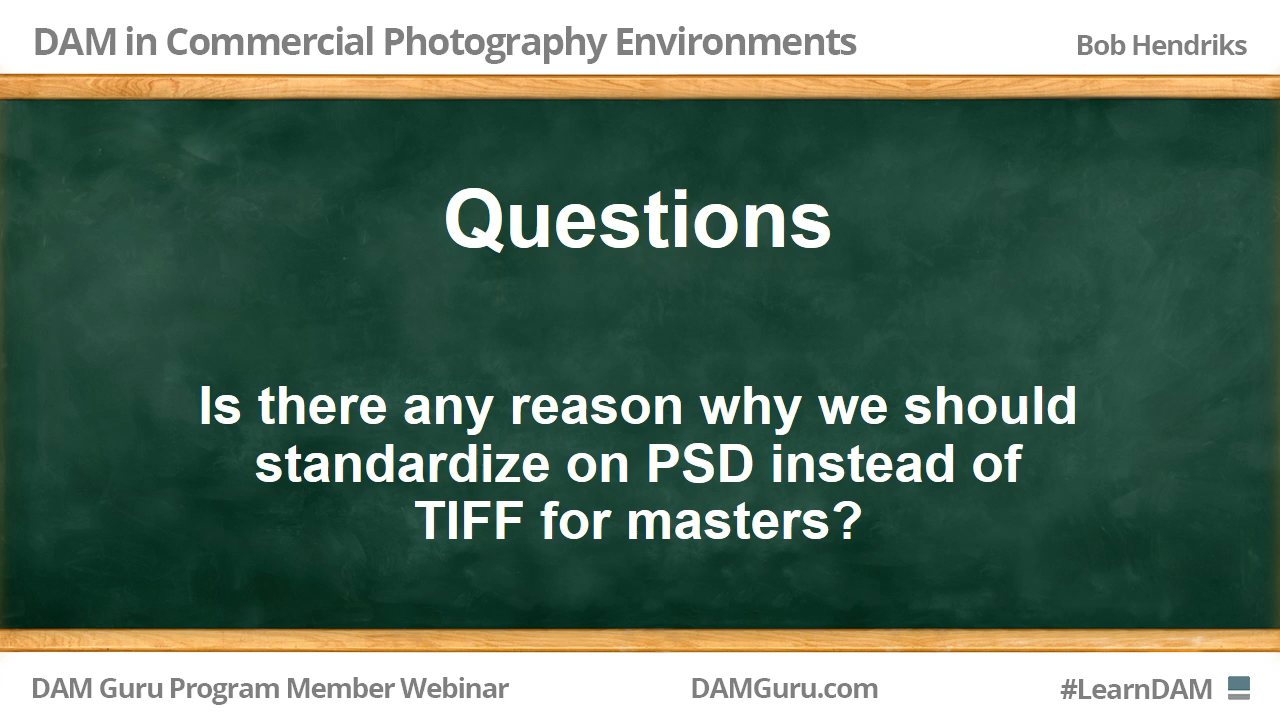 DAM in Commercial Photography Environments
Bob Hendriks
Questions
Is there any reason why we should
standardize on PSD instead of
TIFF for masters?
DAM Guru Program Member Webinar
DAMGuru.com
#LearnDAM